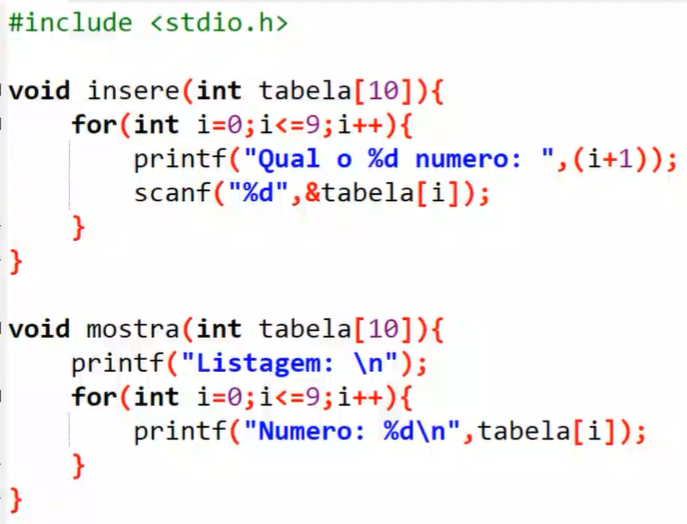 #include <stdio.h>
void insere(int tabela[10]){
for(int i=0;i<=9;i++){
printf("Qual o %d numero: ",(i+1));
scanf("%d",&tabela[i]);
}
}
void mostra(int tabela[10]){
printf("Listagem: \n");
for(int i=0;i<=9;i++){
printf("Numero: %d\n",tabela[i]);
}
}